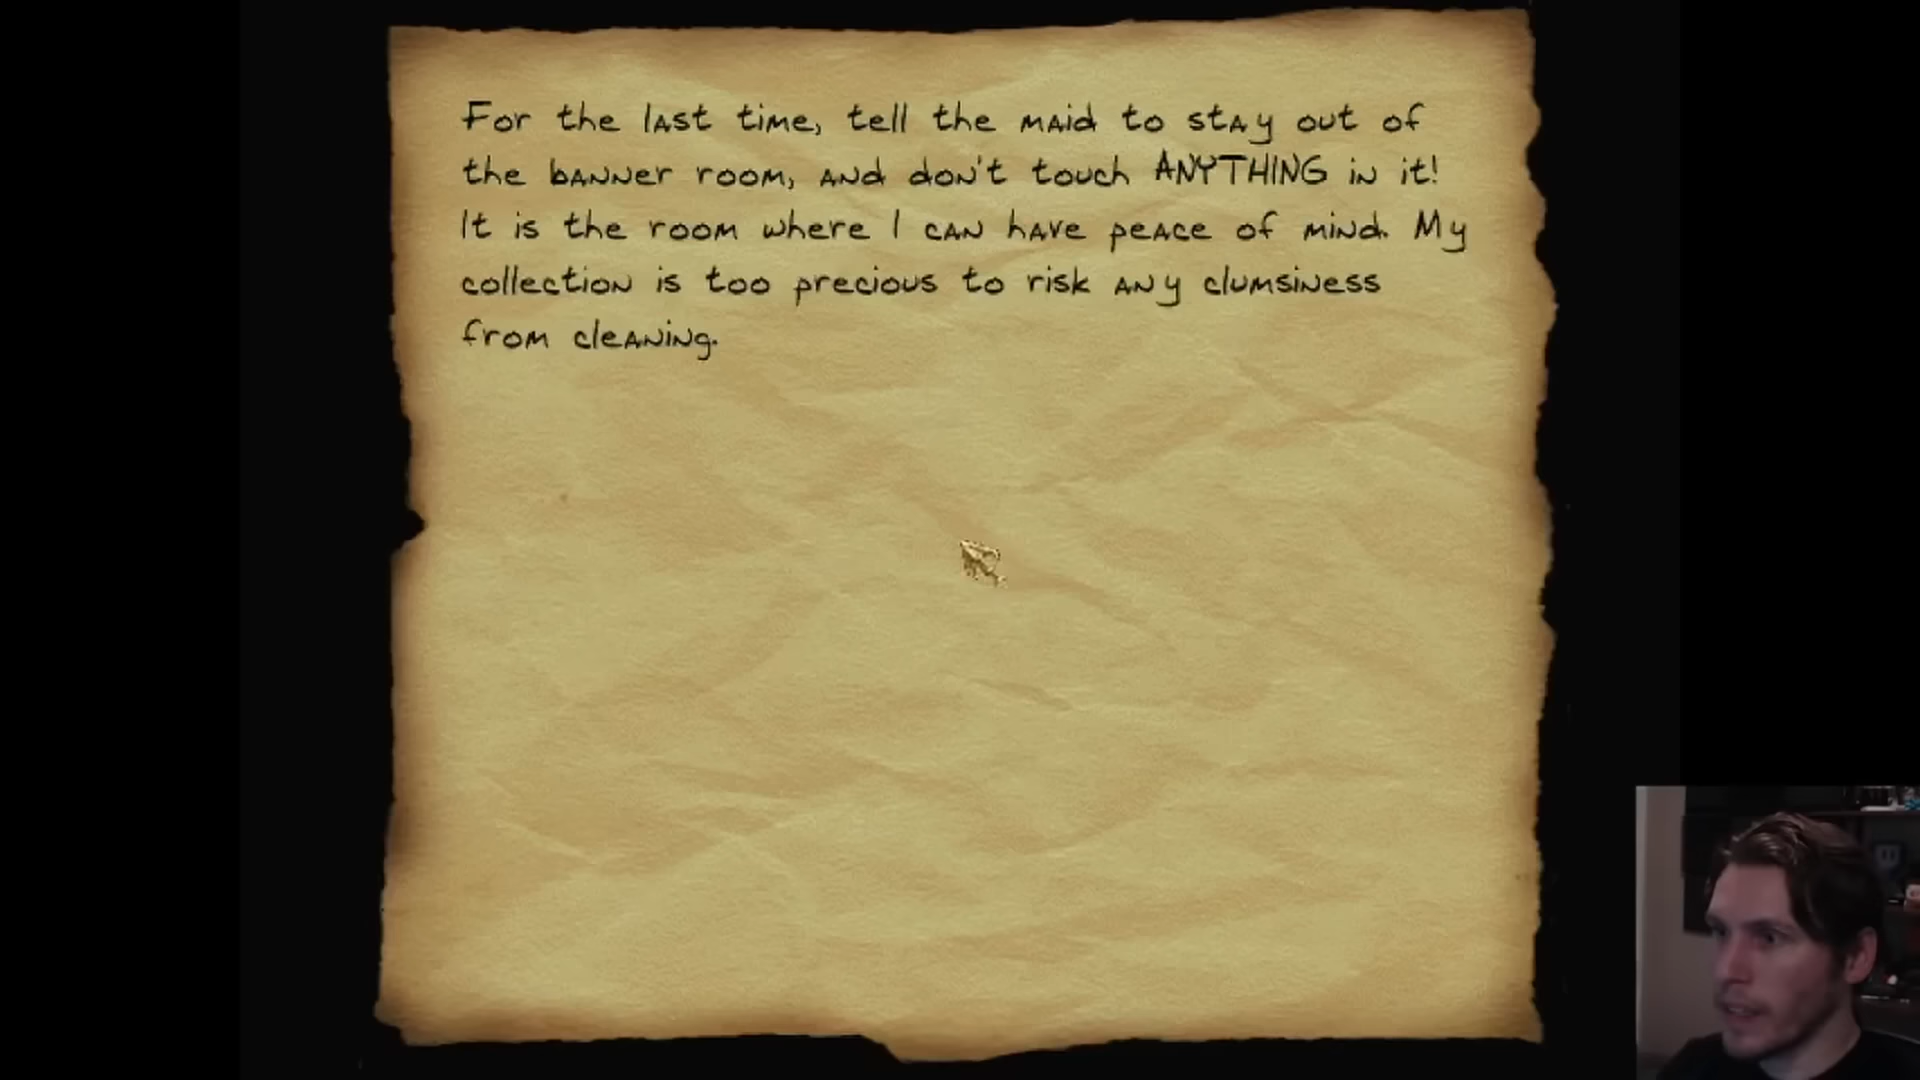 For the last time, tell the maid to stay out of
the banner room, and don't touch ANYTHING in it!
It is the room where I can have peace of mind. My
collection is too precious to risk any clumsiness
from cleaning.